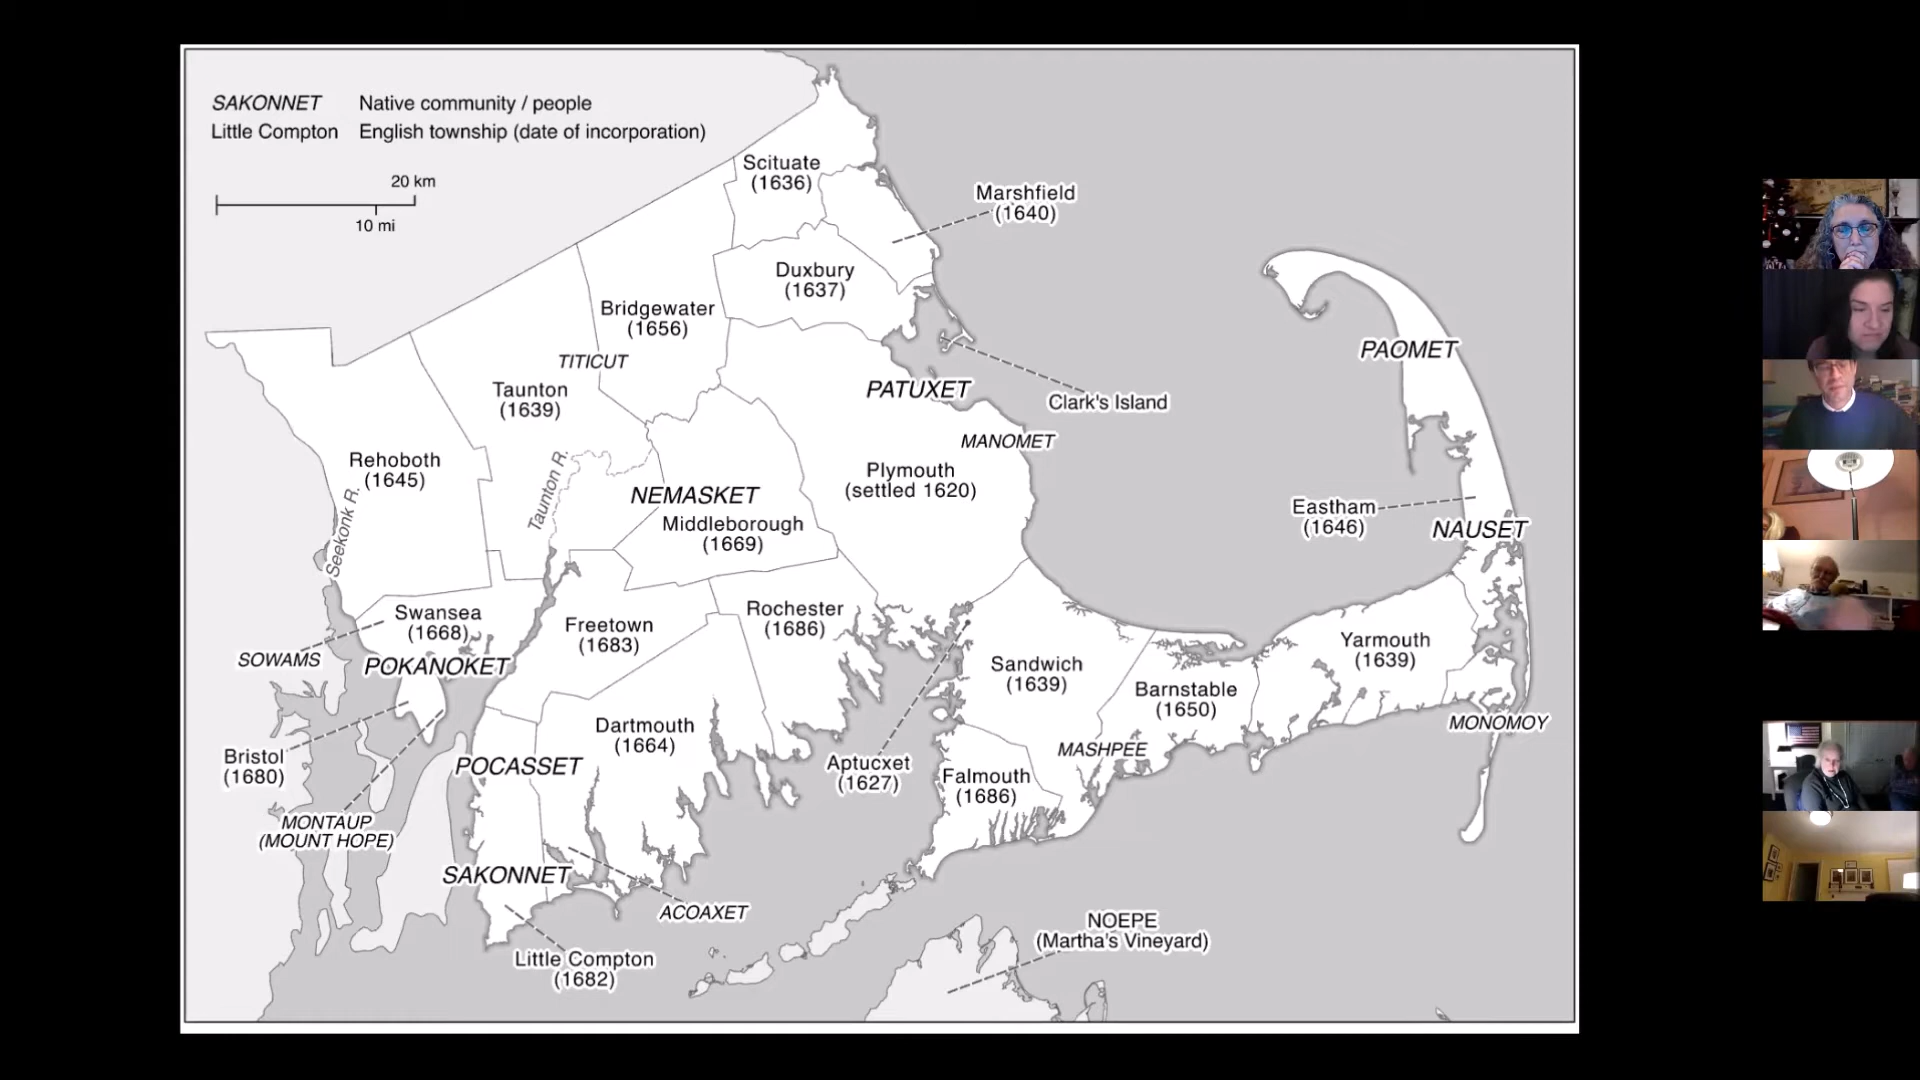 SAKONNET Native community / people
Little Compton English township (date of incorporation)
20 km
10 mi
Scituate
(1636)
Marshfield
(1640)
Duxbury
(1637)
Bridgewater
(1656)
TITICUT
Taunton
(1639)
PATUXET
Clark's Island
PAOMET
MANOMET
Rehoboth
(1645)
Plymouth
(settled 1620)
Taunton R.
Seekonk R.
NEMASKET
Middleborough
(1669)
Eastham
(1646)
NAUSET
Swansea
(1668)
SOWAMS
POKANOKET
Freetown
(1683)
Rochester
(1686)
Sandwich
(1639)
Yarmouth
(1639)
Barnstable
(1650)
MONOMOY
Bristol
(1680)
Dartmouth
(1664)
POCASSET
Aptucxet
(1627)
MASHPEE
Falmouth
(1686)
MONTAUP
(MOUNT HOPE)
SAKONNET
ACOAXET
Little Compton
(1682)
NOEPE
(Martha's Vineyard)